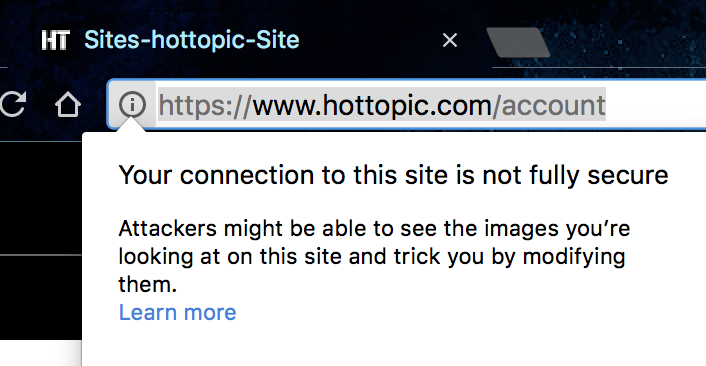 HT Sites-hottopic-Site
https://www.hottopic.com/account
Your connection to this site is not fully secure
Attackers might be able to see the images you’re
looking at on this site and trick you by modifying
them.
Learn more